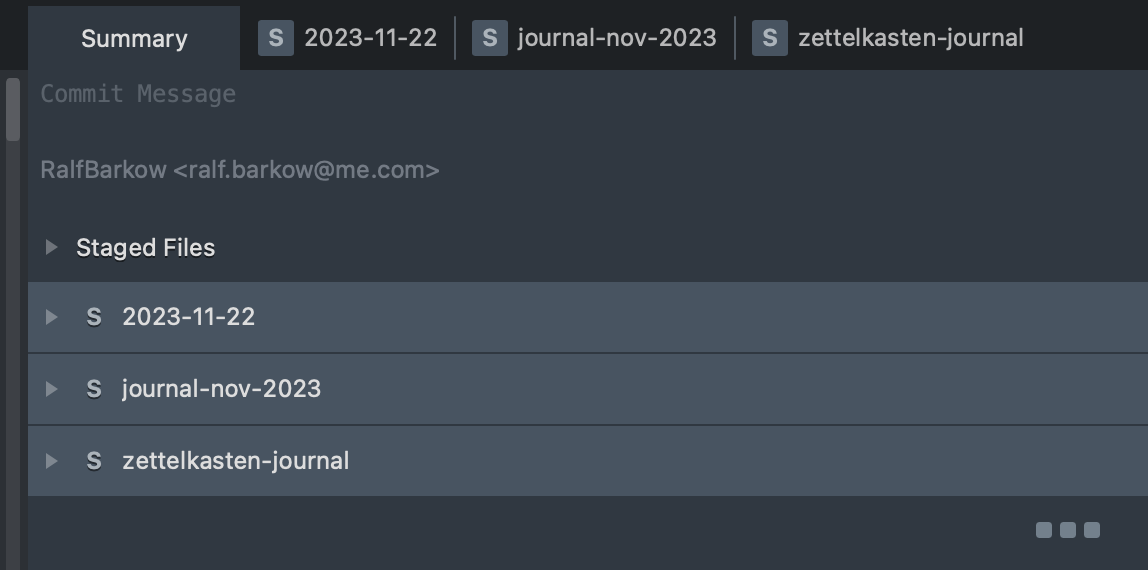 Summary S 2023-11-22 S journal-nov-2023 S zettelkasten-journal
Commit Message
RalfBarkow <ralf.barkow@me.com>
Staged Files
S 2023-11-22
S journal-nov-2023
S zettelkasten-journal